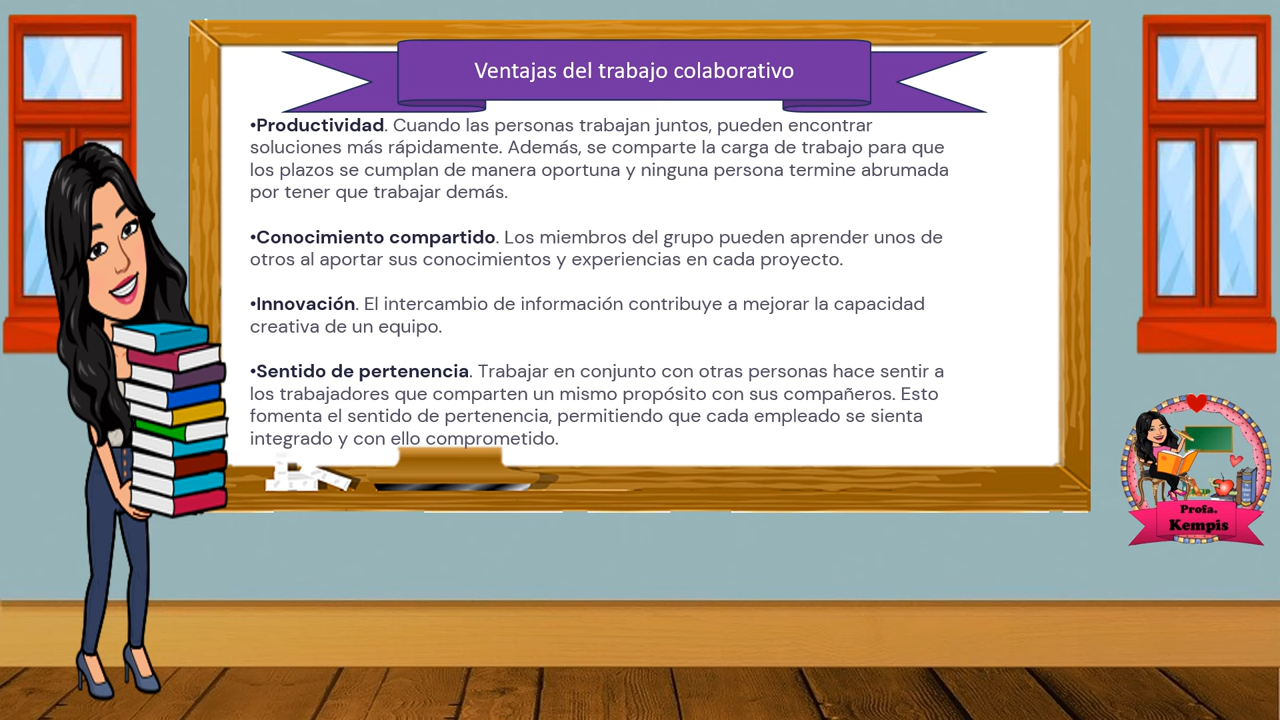 Ventajas del trabajo colaborativo
•Productividad. Cuando las personas trabajan juntos, pueden encontrar
soluciones más rápidamente. Además, se comparte la carga de trabajo para que
los plazos se cumplan de manera oportuna y ninguna persona termine abrumada
por tener que trabajar demás.
•Conocimiento compartido. Los miembros del grupo pueden aprender unos de
otros al aportar sus conocimientos y experiencias en cada proyecto.
•Innovación. El intercambio de información contribuye a mejorar la capacidad
creativa de un equipo.
•Sentido de pertenencia. Trabajar en conjunto con otras personas hace sentir a
los trabajadores que comparten un mismo propósito con sus compañeros. Esto
fomenta el sentido de pertenencia, permitiendo que cada empleado se sienta
integrado y con ello comprometido.
Profa.
Kempis